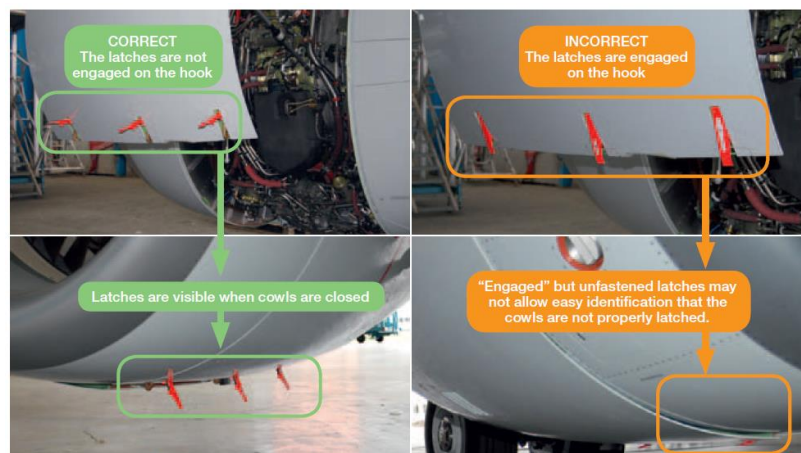 CORRECT
The latches are not
engaged on the hook
INCORRECT
The latches are engaged
on the hook
Latches are visible when cowls are closed
“Engaged” but unfastened latches may
not allow easy identification that the
cowls are not properly latched.